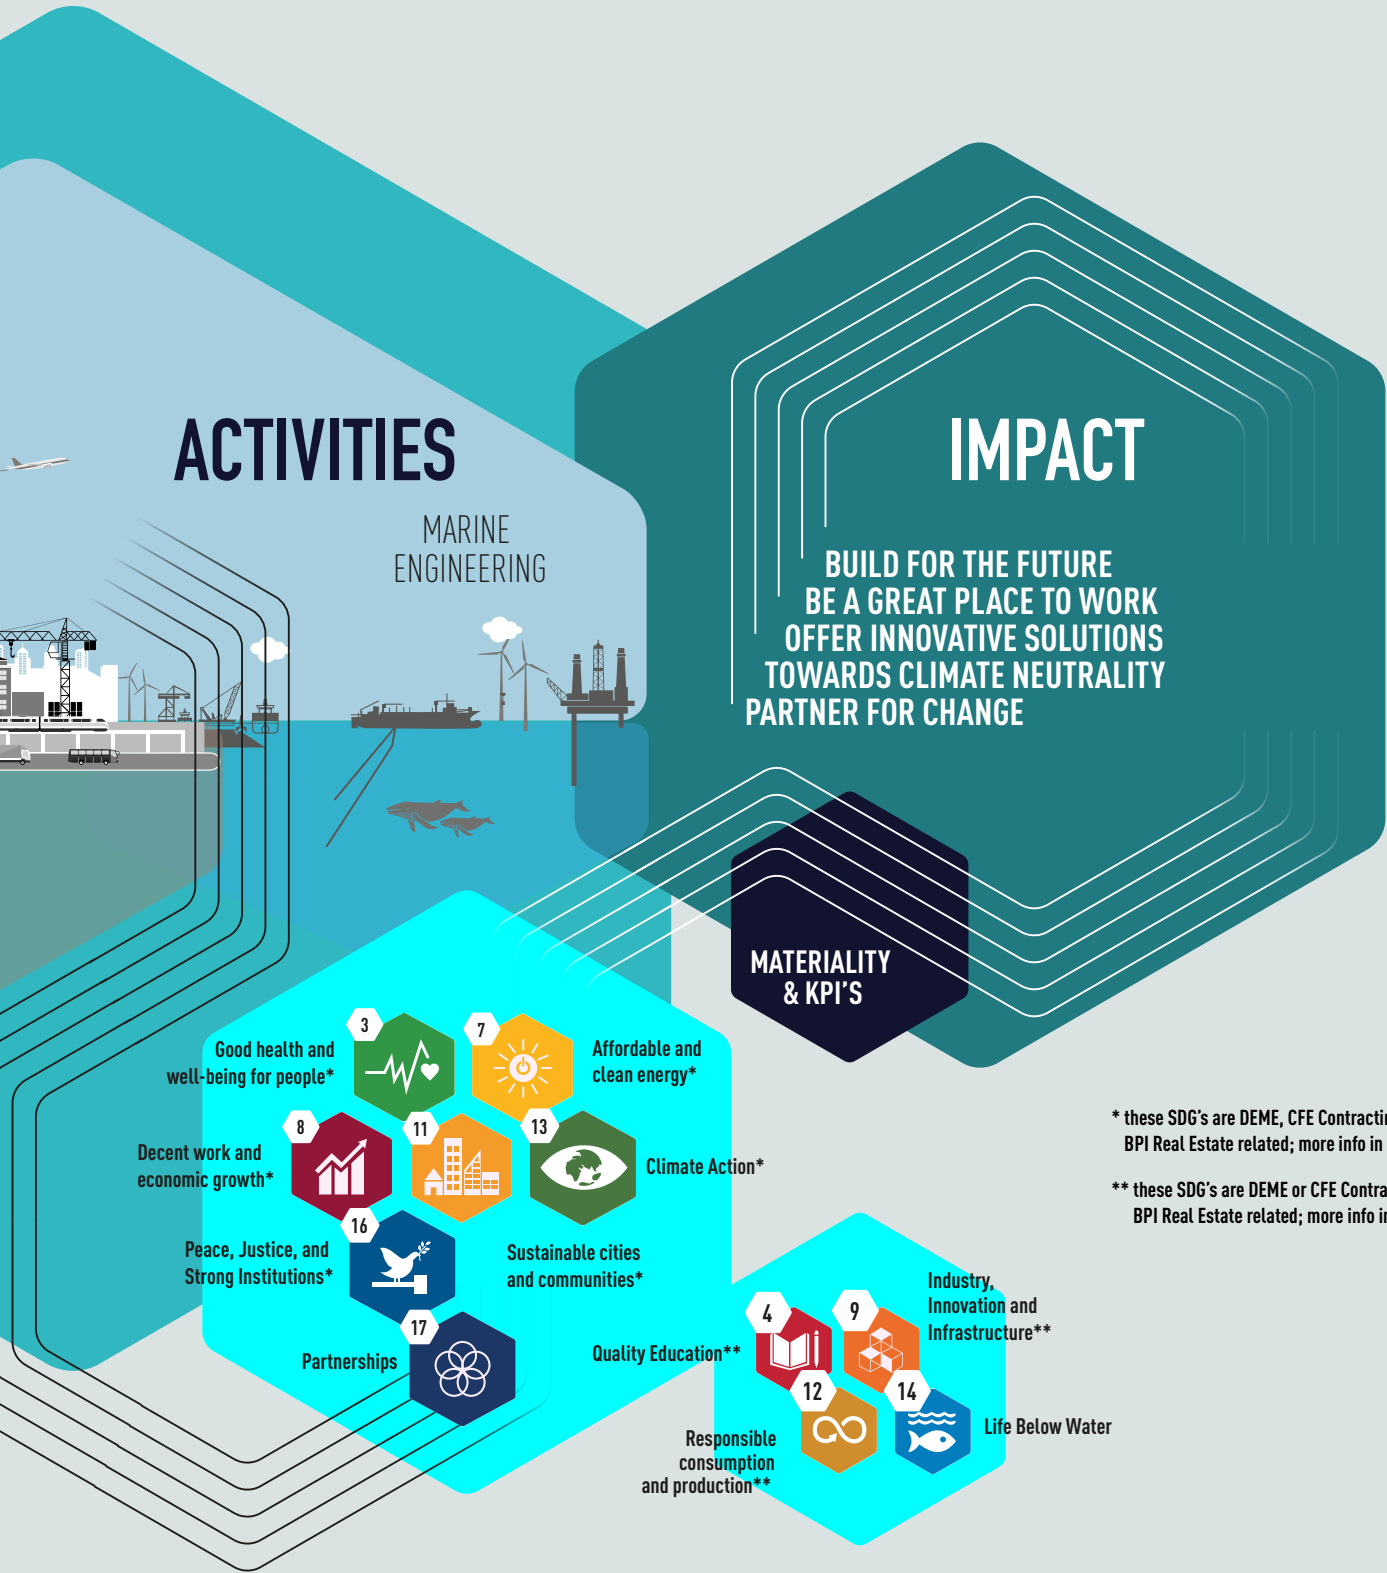 ACTIVITIES
MARINE
ENGINEERING
IMPACT
BUILD FOR THE FUTURE
BE A GREAT PLACE TO WORK
OFFER INNOVATIVE SOLUTIONS
TOWARDS CLIMATE NEUTRALITY
PARTNER FOR CHANGE
MATERIALITY
& KPI'S
3
Good health and
well-being for people*
7
Affordable and
clean energy*
8
Decent work and
economic growth*
11
13
Climate Action*
16
Peace, Justice, and
Strong Institutions*
Sustainable cities
and communities*
17
Partnerships
* these SDG's are DEME, CFE
BPI Real Estate related; more info in
** these SDG's are DEME or CFE
BPI Real Estate related; more info
4
Quality Education**
9
Industry,
Innovation and
Infrastructure**
12
Responsible
consumption
and production**
14
Life Below Water